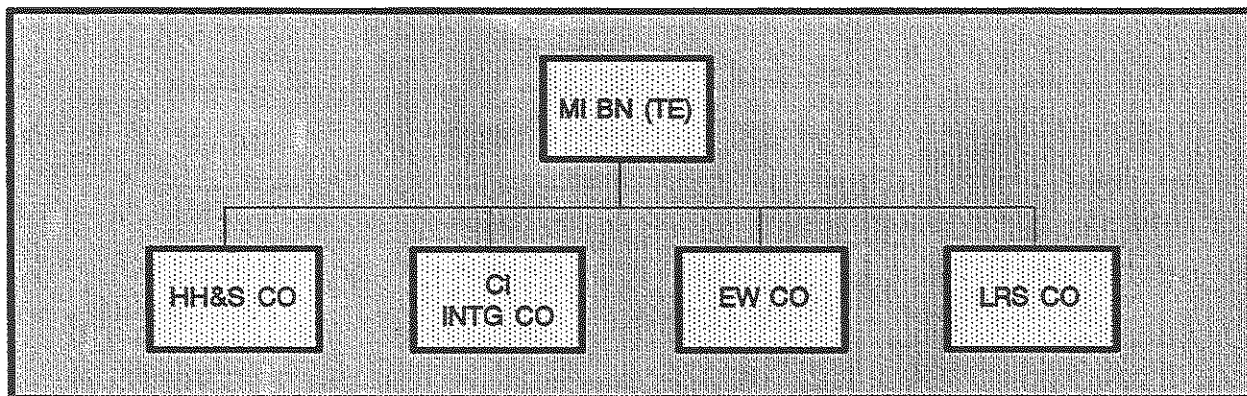 MI BN (TE)
HH&S CO
CI
INTG CO
EW CO
LRS CO